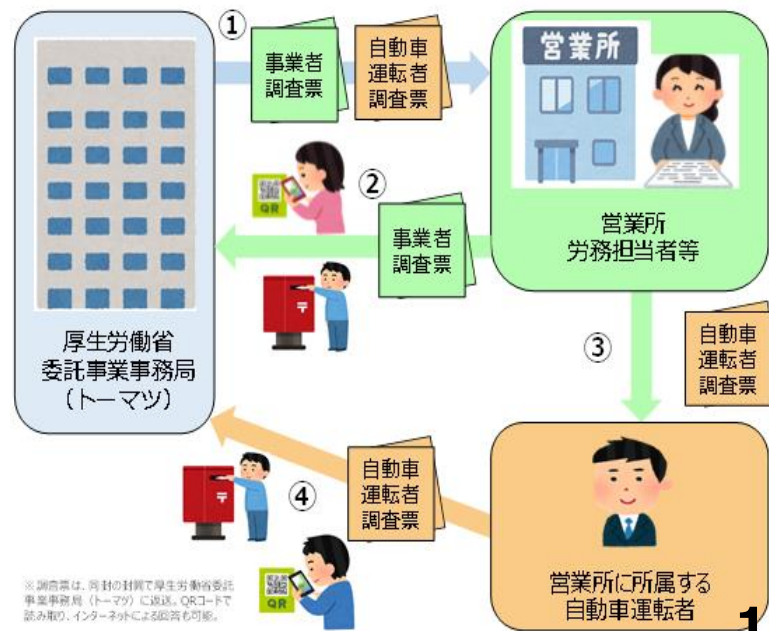 ①
事業者
調査票
自動車
運転者
調査票
営業所
営業所
労務担当者等
②
QR
事業者
調査票
〒
厚生労働省
委託事業事務局
(トーマツ)
③
自動車
運転者
調査票
④
〒
QR
自動車
運転者
調査票
営業所に所属する
自動車運転者
※調査票は、同封の封筒で厚生労働省委託
事業事務局(トーマツ)に返送。QRコードで
読み取り、インターネットによる回答も可能。
1